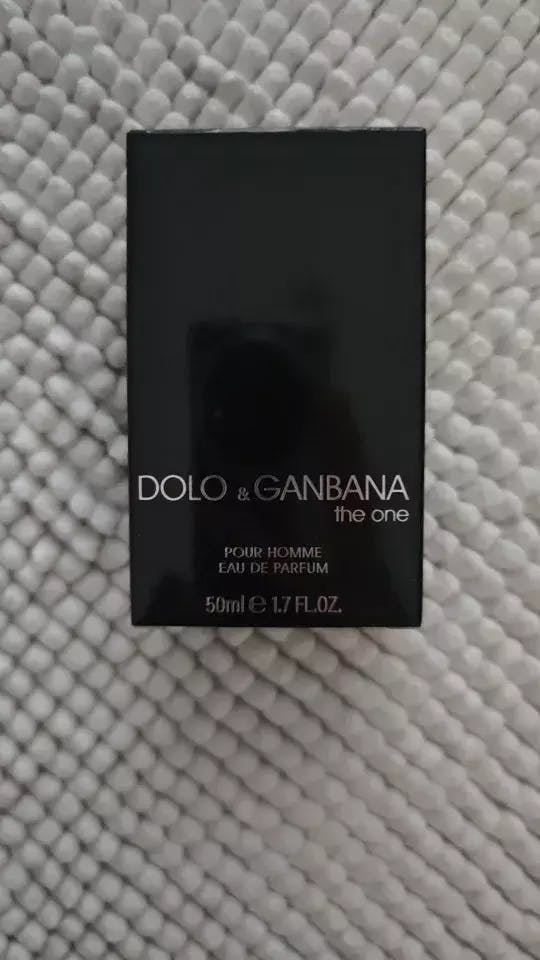 DOLO & GANBANA
the one
POUR HOMME
EAU DE PARFUM
50ml ℮ 1.7 FL.OZ.